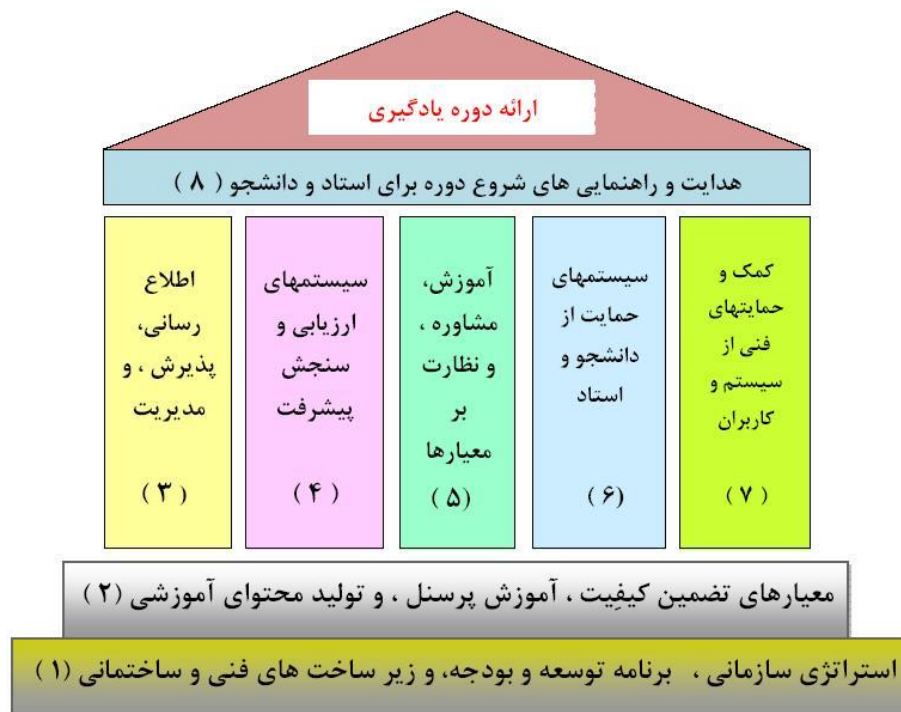 ارائه دوره یادگیری
هدایت و راهنمایی های شروع دوره برای استاد و دانشجو ( ۸ )
کمک و
حمایتهای
فنی از
سیستم و
کاربران
( ۷ )
سیستمهای
حمایت از
دانشجو و
استاد
(۶ )
آموزش،
مشاوره ،
و نظارت
بر
معیارها
(۵ )
سیستمهای
ارزیابی و
سنجش
پیشرفت
( ۴ )
اطلاع
رسانی،
پذیرش ، و
مدیریت
( ۳ )
معیارهای تضمین کیفِیت ، آموزش پرسنل ، و تولید محتوای آموزشی (۲ )
استراتژی سازمانی ، برنامه توسعه و بودجه، و زیر ساخت های فنی و ساختمانی (۱ )